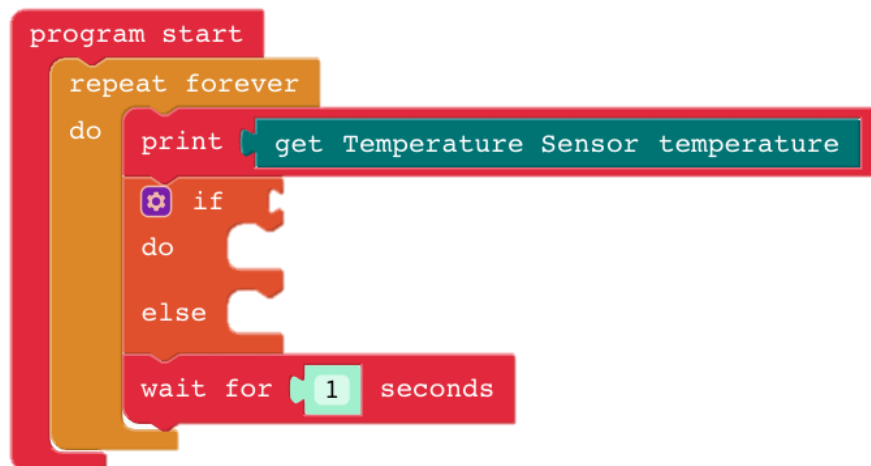 program start
repeat forever
do
print get Temperature Sensor temperature
if
do
else
wait for 1 seconds